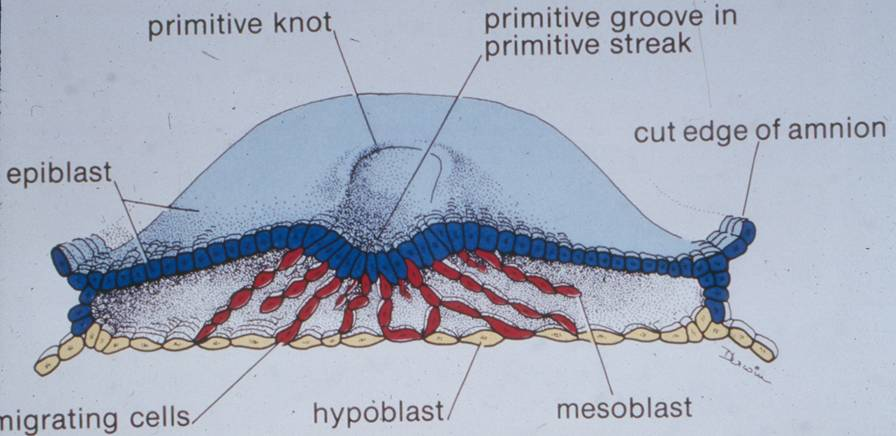 primitive knot
primitive groove in
primitive streak
cut edge of amnion
epiblast
migrating cells
hypoblast
mesoblast